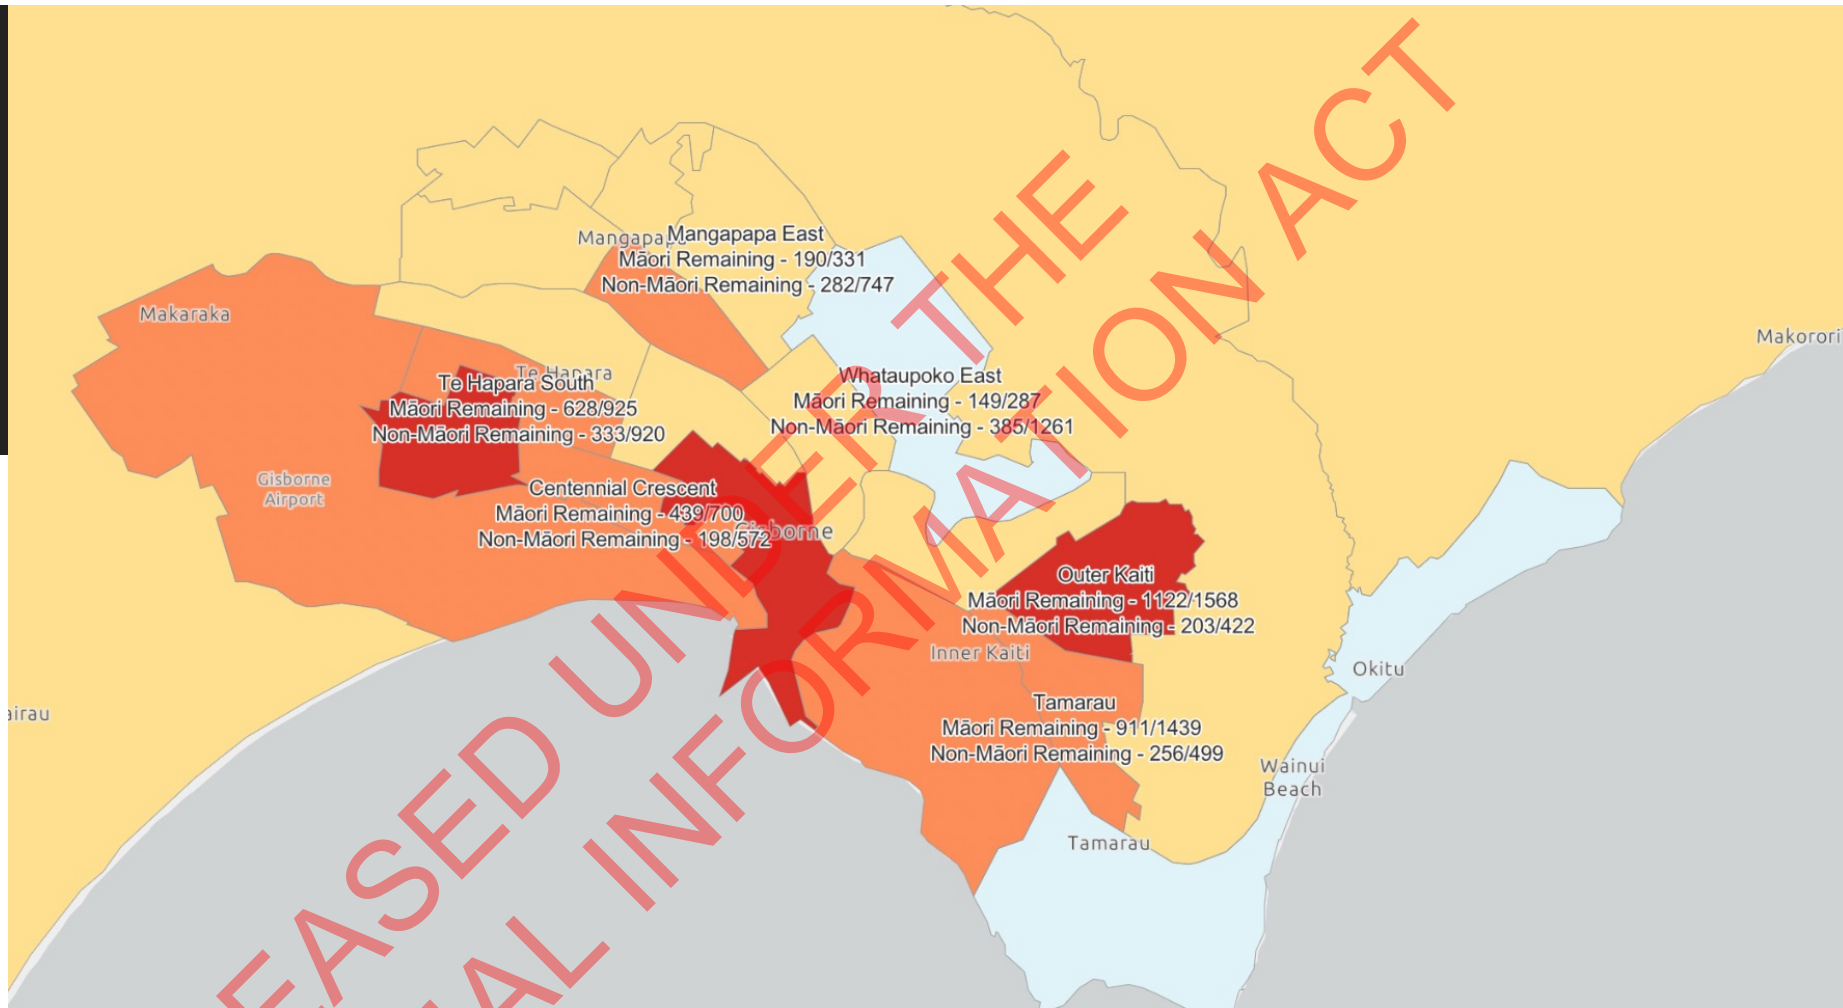 Mangapapa
Mangapapa East
Māori Remaining - 190/331
Non-Māori Remaining - 282/747
Makaraka
Makorori
Te Hapara
Te Hapara South
Māori Remaining - 628/925
Non-Māori Remaining - 333/920
Whataupoko East
Māori Remaining - 149/287
Non-Māori Remaining - 385/1261
Gisborne
Airport
Centennial Crescent
Māori Remaining - 439/700
Non-Māori Remaining - 198/572
Gisborne
Outer Kaiti
Māori Remaining - 1122/1568
Non-Māori Remaining - 203/422
Inner Kaiti
Okitu
Tamarau
Māori Remaining - 911/1439
Non-Māori Remaining - 256/499
airau
Wainui
Beach
Tamarau
EASED UNDER THE
IAL INFORMATION ACT